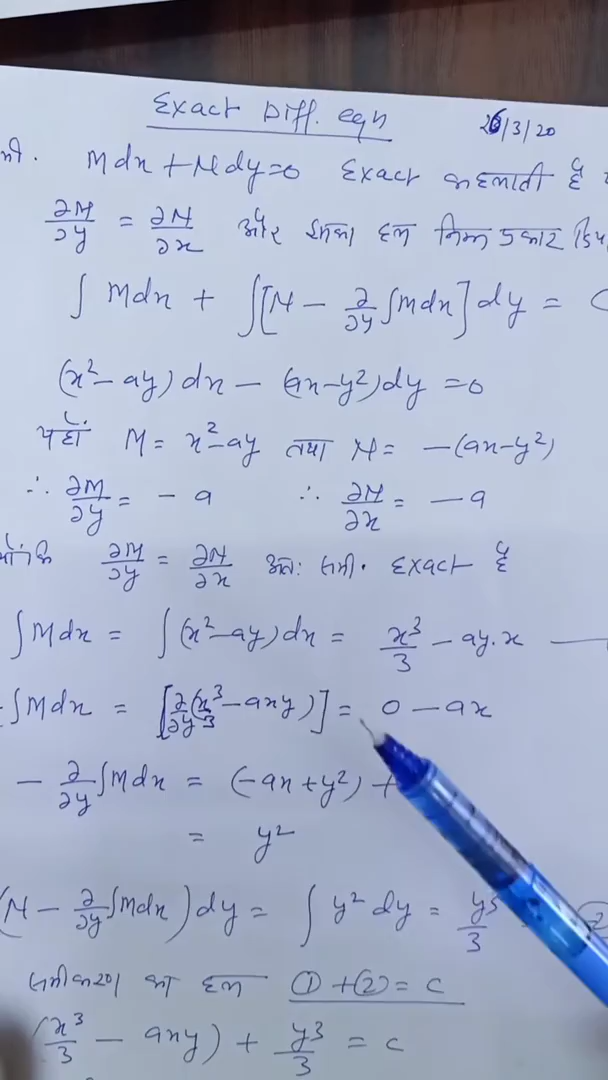 Exact Diff. eqn 26/3/20
Mdx + Ndy = 0 Exact कहलाती है
∂M/∂y = ∂N/∂x और इसका हल निम्न प्रकार
∫ Mdx + ∫[N − ∂/∂y ∫Mdx] dy = C
(x² − ay) dx − (ax − y²) dy = 0
यहाँ M = x² − ay तथा N = −(ax − y²)
∴ ∂M/∂y = − a ∴ ∂N/∂x = − a
∂M/∂y = ∂N/∂x अतः समी. Exact है
∫ Mdx = ∫ (x² − ay) dx = x³/3 − ay.x
∫ Mdx = [∂/∂y (x³/3 − axy)] = 0 − ax
− ∂/∂y ∫ Mdx = (−ax + y²) +
= y²
(N − ∂/∂y ∫Mdx) dy = ∫ y² dy = y³/3 (2)
समीकरण का हल (1) + (2) = c
(x³/3 − axy) + y³/3 = c